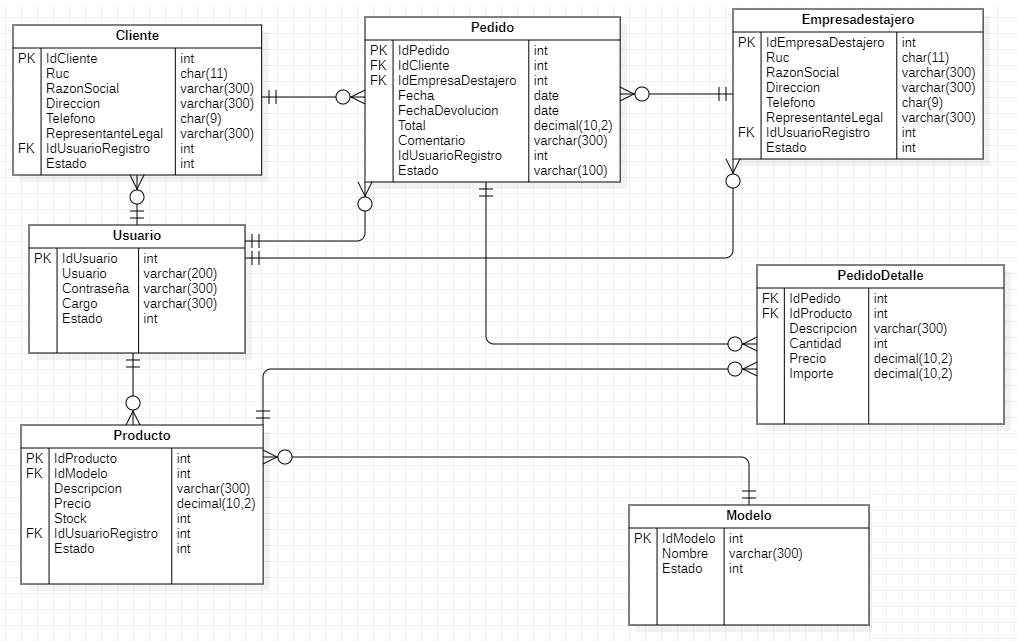 Cliente
PK IdCliente int
Ruc char(11)
RazonSocial varchar(300)
Direccion varchar(300)
Telefono char(9)
RepresentanteLegal varchar(300)
FK IdUsuarioRegistro int
Estado int
Pedido
PK IdPedido int
FK IdCliente int
FK IdEmpresaDestajero int
Fecha date
FechaDevolucion date
Total decimal(10,2)
Comentario varchar(300)
IdUsuarioRegistro int
Estado varchar(100)
Empresadestajero
PK IdEmpresaDestajero int
Ruc char(11)
RazonSocial varchar(300)
Direccion varchar(300)
Telefono char(9)
RepresentanteLegal varchar(300)
FK IdUsuarioRegistro int
Estado int
Usuario
PK IdUsuario int
Usuario varchar(200)
Contraseña varchar(300)
Cargo varchar(300)
Estado int
PedidoDetalle
FK IdPedido int
FK IdProducto int
Descripcion varchar(300)
Cantidad int
Precio decimal(10,2)
Importe decimal(10,2)
Producto
PK IdProducto int
FK IdModelo int
Descripcion varchar(300)
Precio decimal(10,2)
Stock int
FK IdUsuarioRegistro int
Estado int
Modelo
PK IdModelo int
Nombre varchar(300)
Estado int